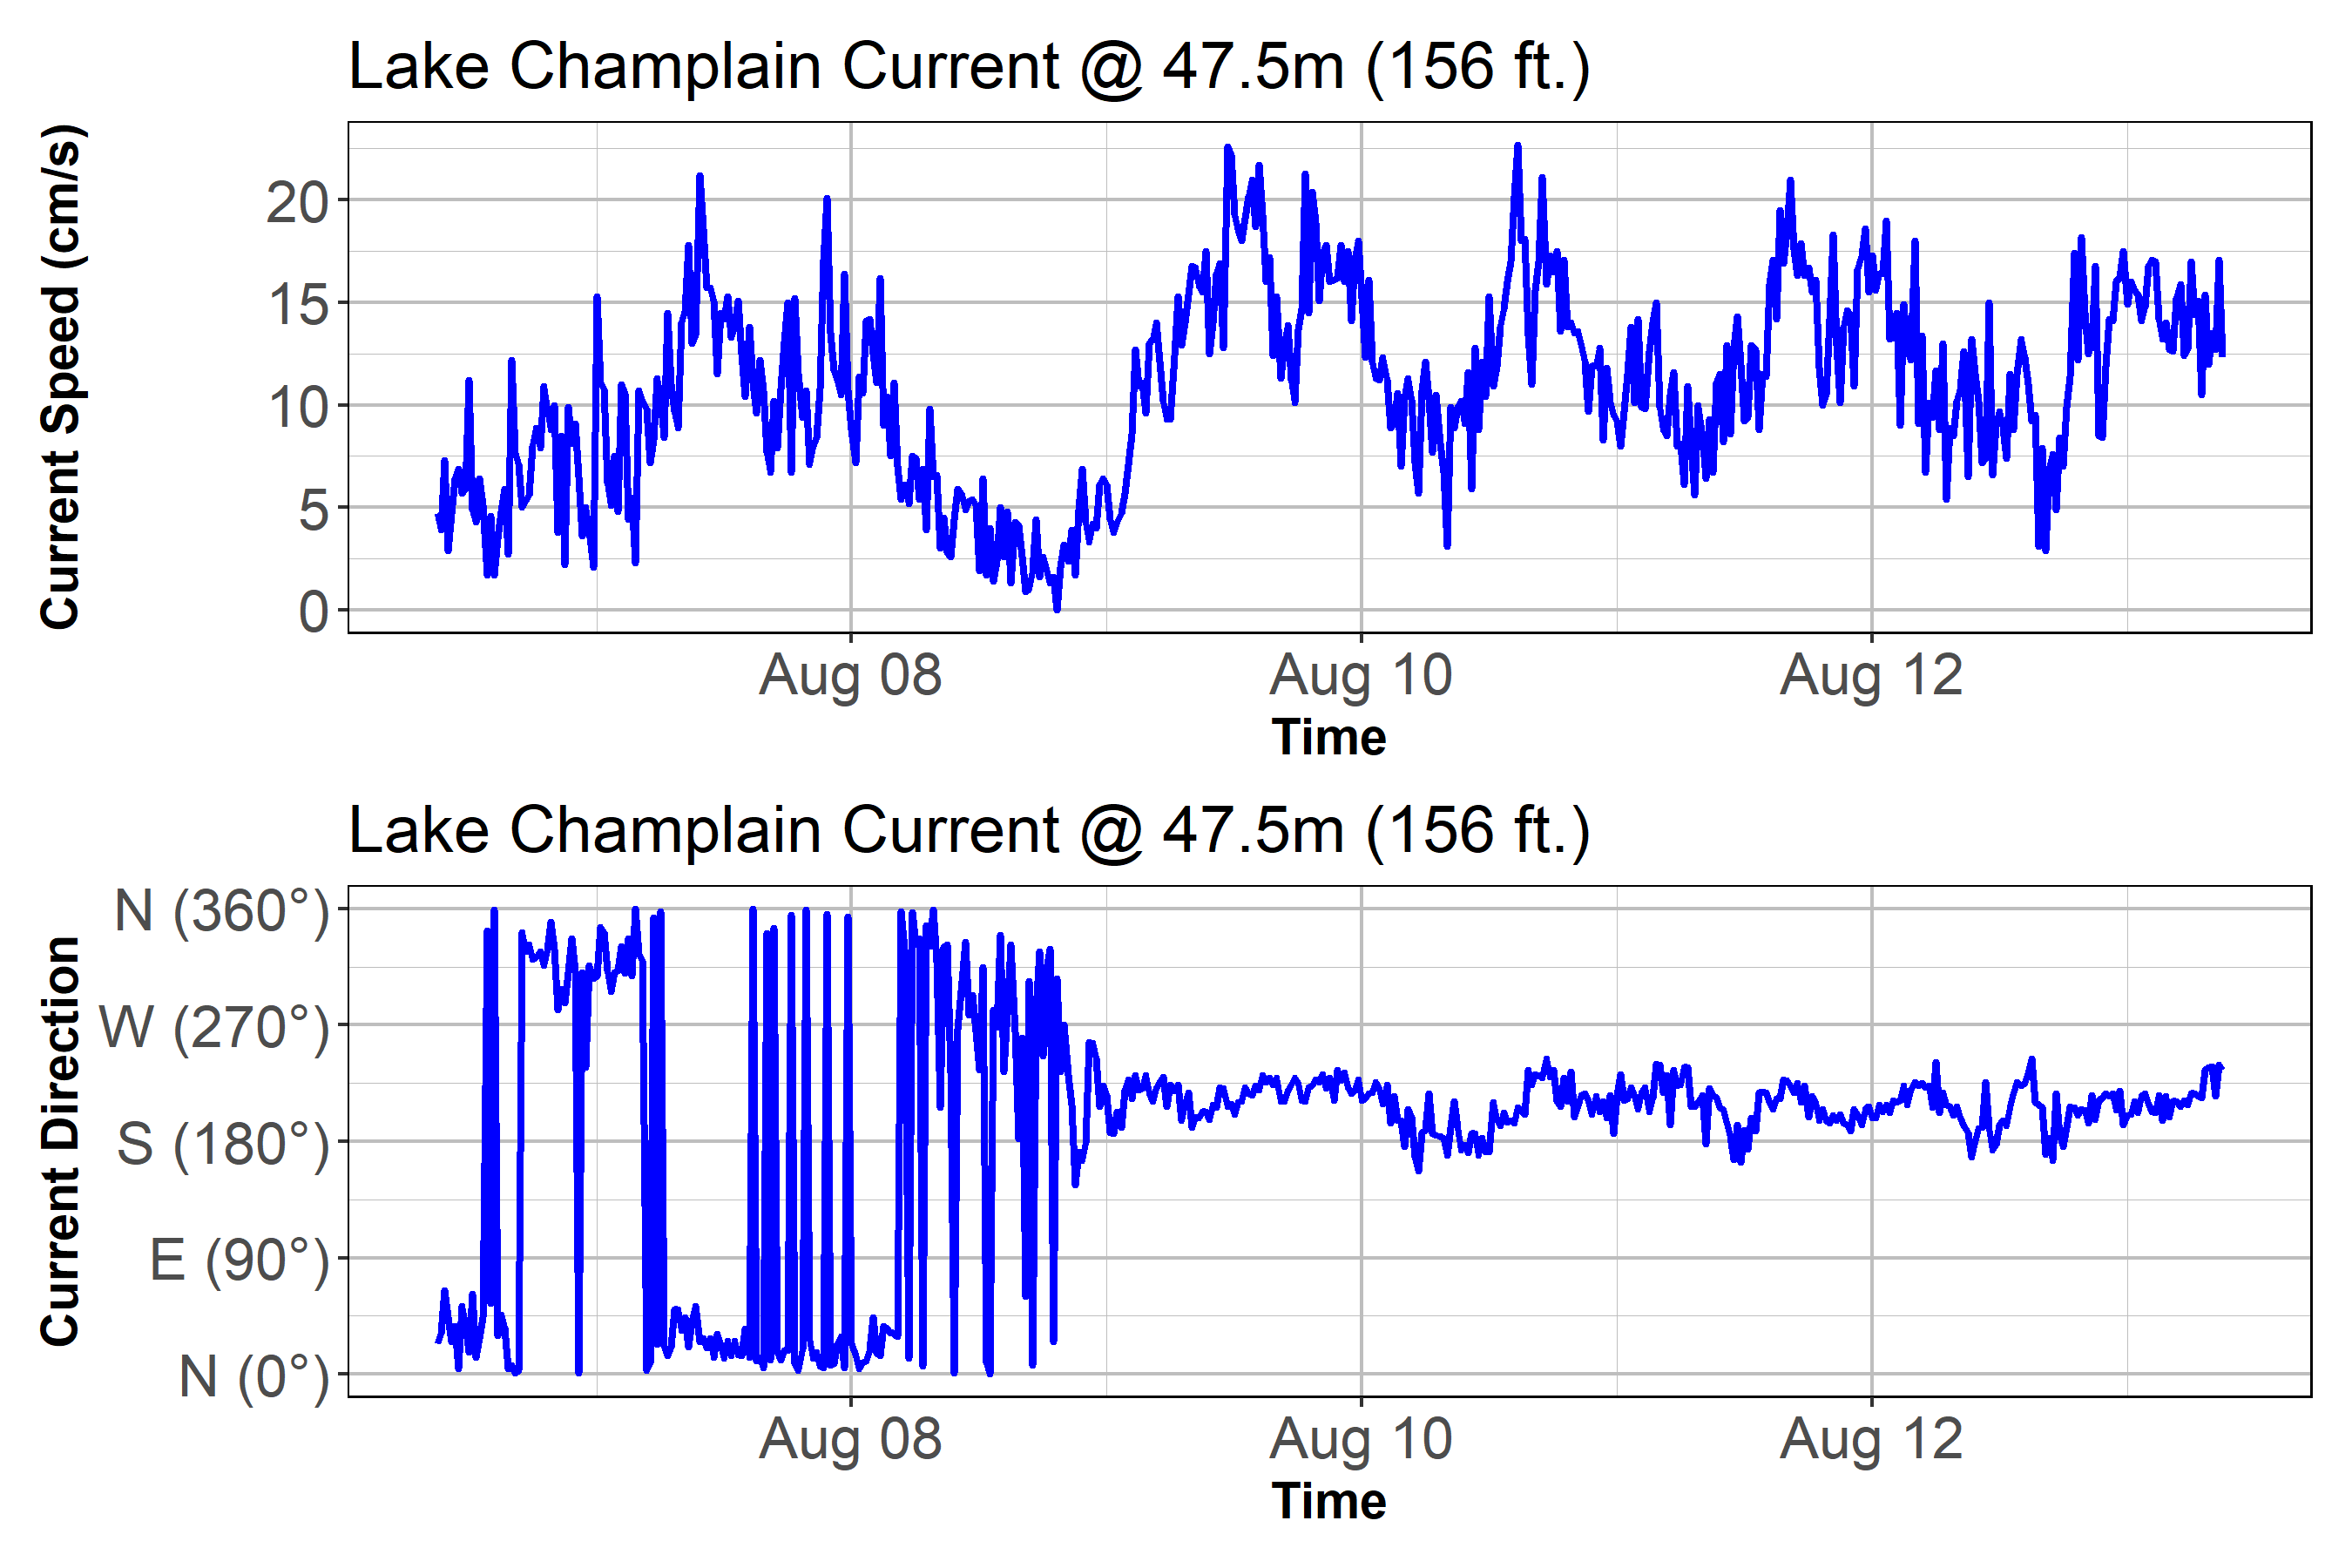 Lake Champlain Current @ 47.5m (156 ft.)
Current Speed (cm/s)
20
15
10
5
0
Aug 08 Aug 10 Aug 12
Time
Lake Champlain Current @ 47.5m (156 ft.)
Current Direction
N (360°)
W (270°)
S (180°)
E (90°)
N (0°)
Aug 08 Aug 10 Aug 12
Time